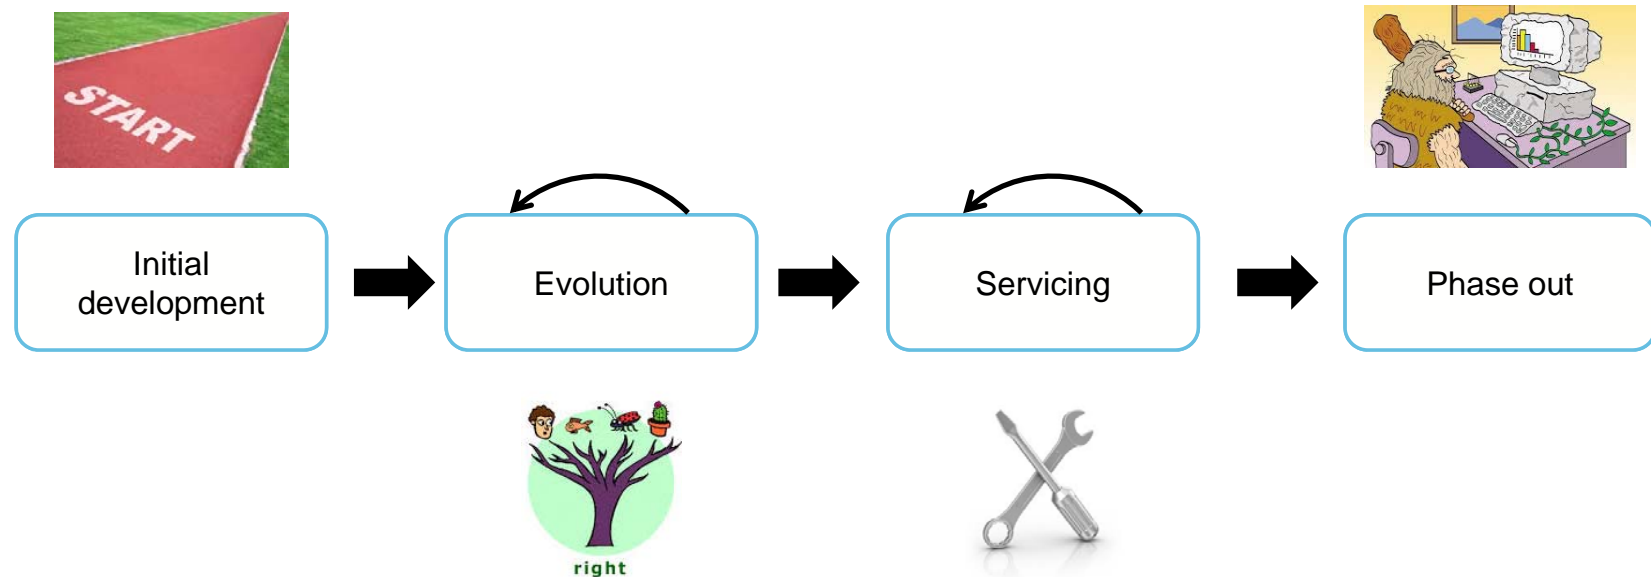 START
Initial
development
Evolution
Servicing
Phase out
right